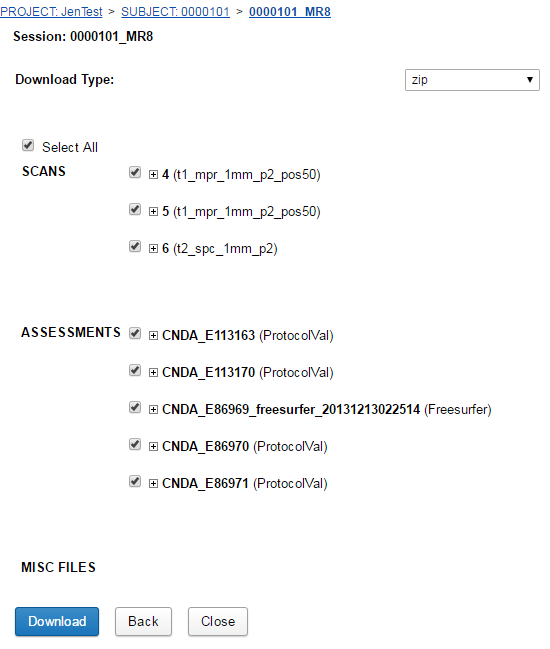 PROJECT: JenTest > SUBJECT: 0000101 > 0000101_MR8
Session: 0000101_MR8
Download Type: zip
Select All
SCANS 4 (t1_mpr_1mm_p2_pos50)
5 (t1_mpr_1mm_p2_pos50)
6 (t2_spc_1mm_p2)
ASSESSMENTS CNDA_E113163 (ProtocolVal)
CNDA_E113170 (ProtocolVal)
CNDA_E86969_freesurfer_20131213022514 (Freesurfer)
CNDA_E86970 (ProtocolVal)
CNDA_E86971 (ProtocolVal)
MISC FILES
Download Back Close